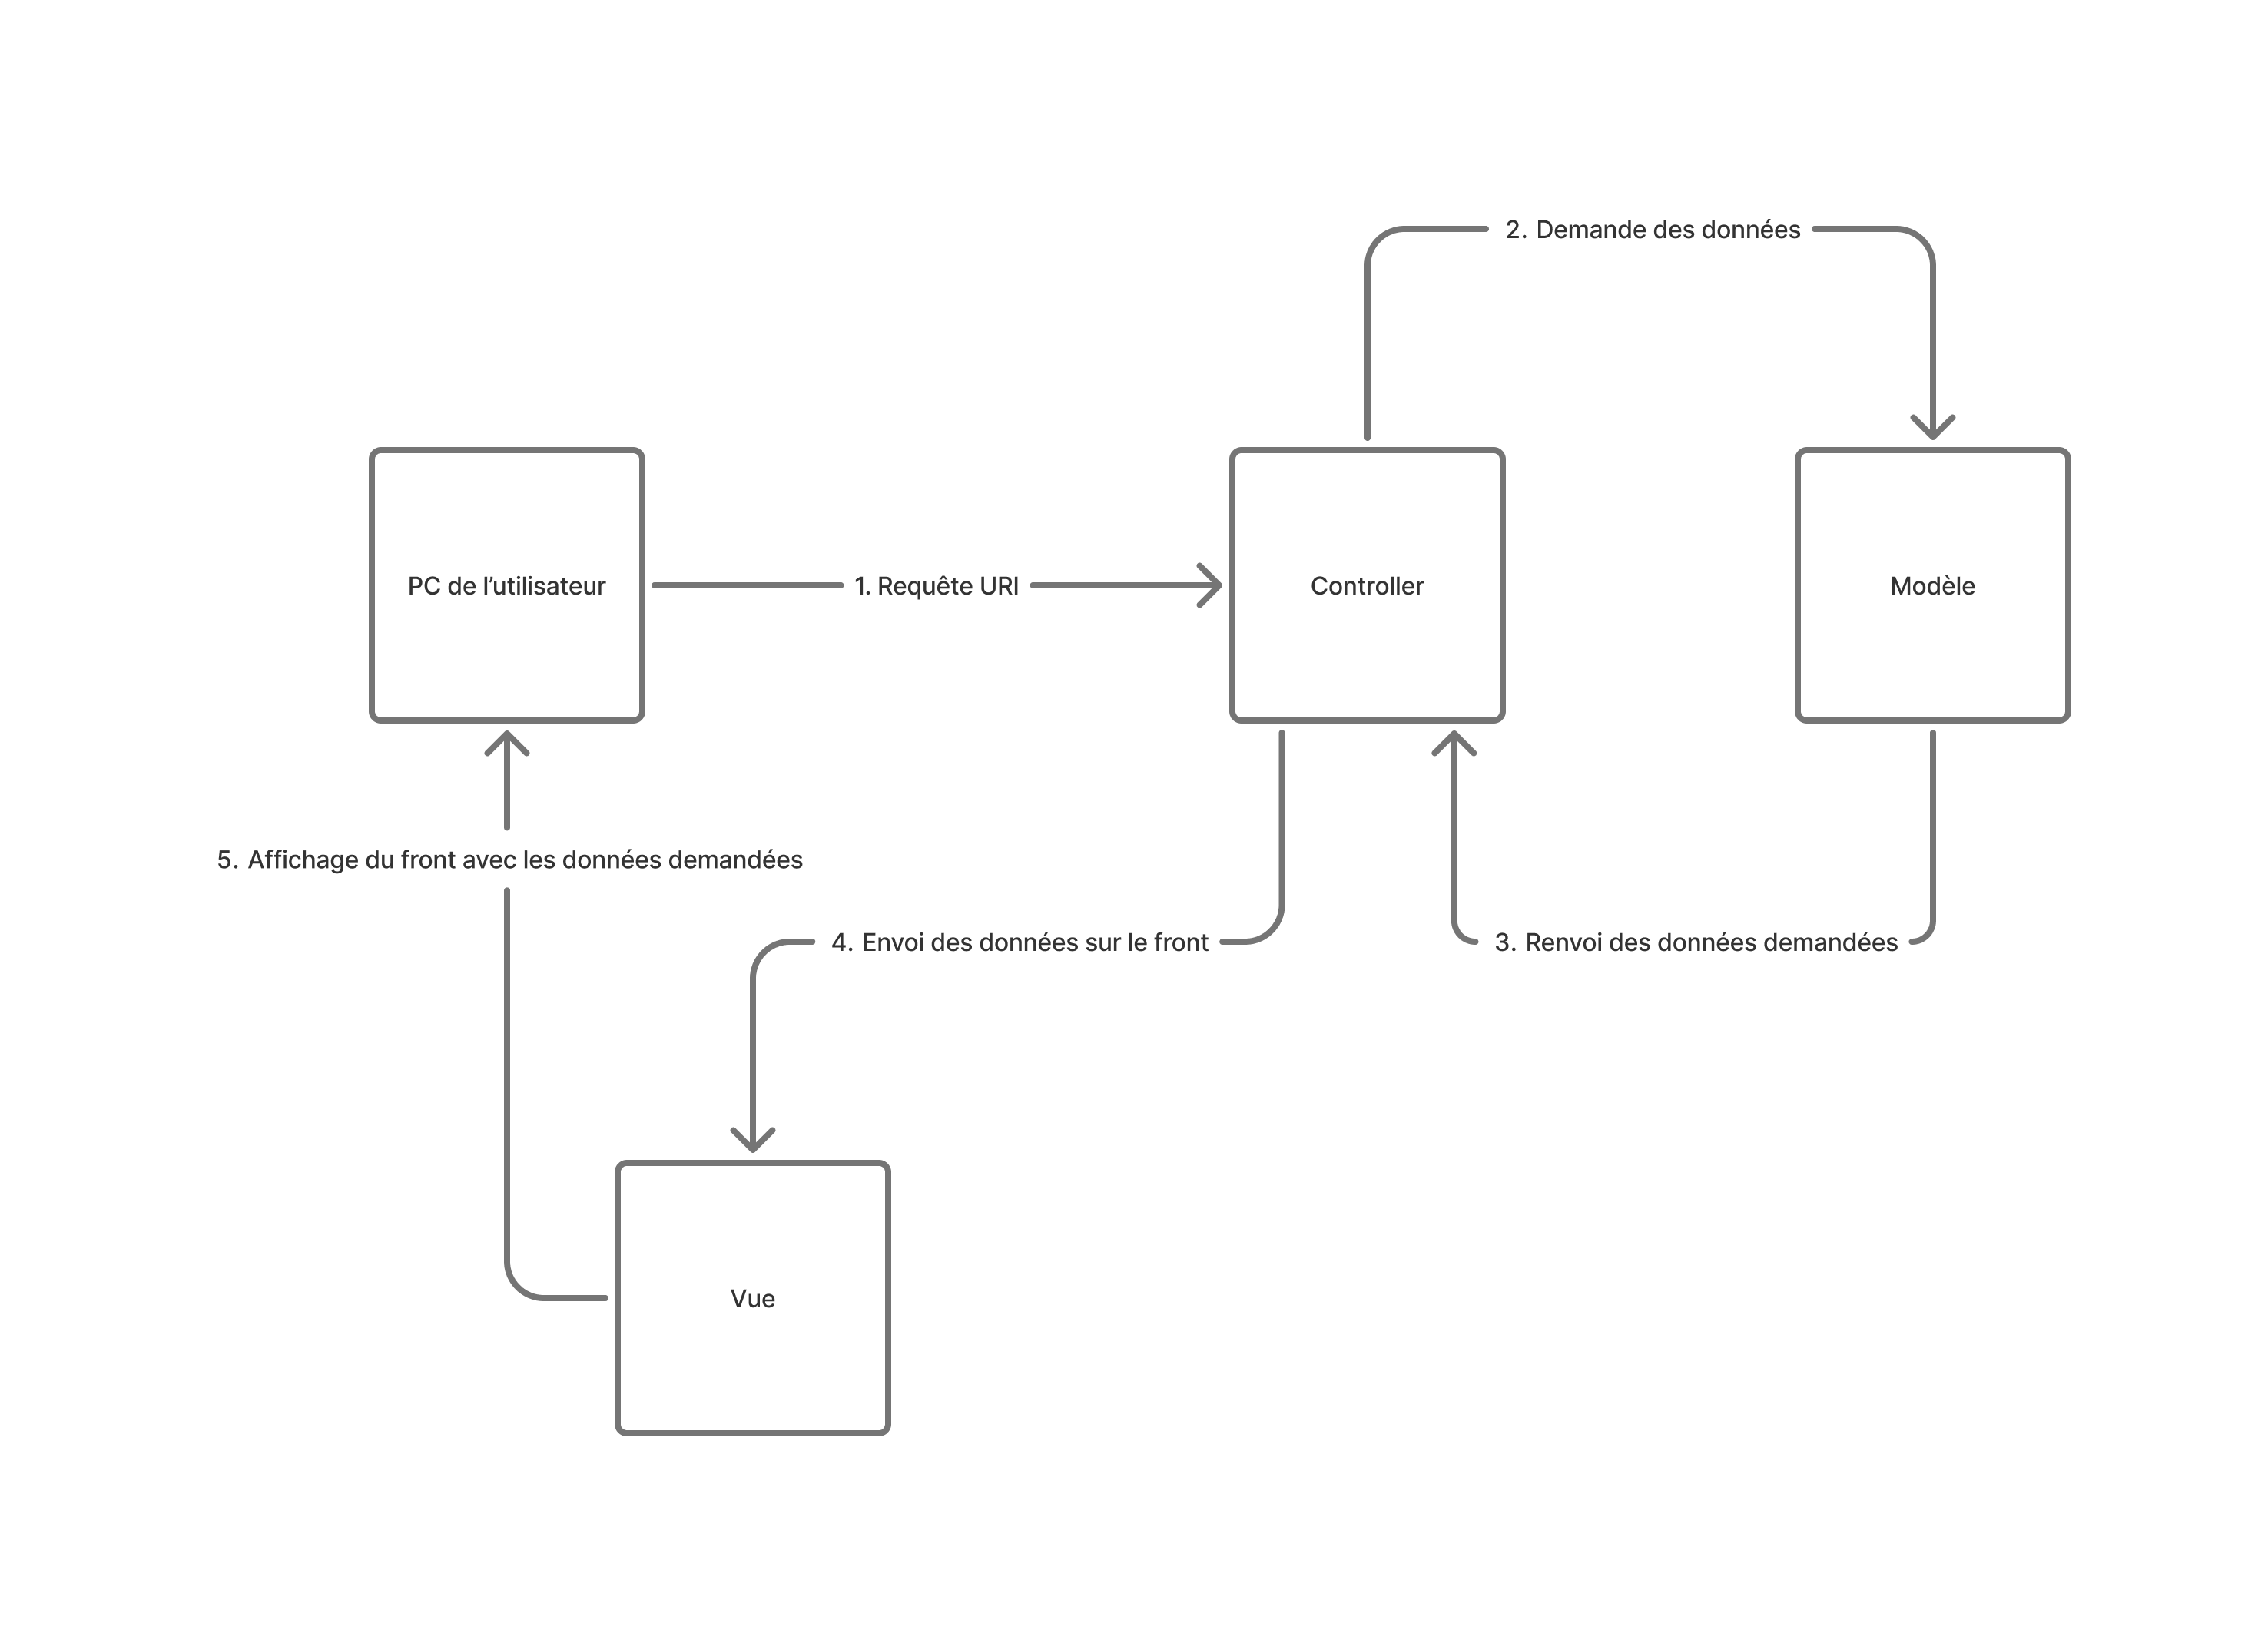 2. Demande des données
PC de l’utilisateur
1. Requête URI
Controller
Modèle
5. Affichage du front avec les données demandées
4. Envoi des données sur le front
3. Renvoi des données demandées
Vue